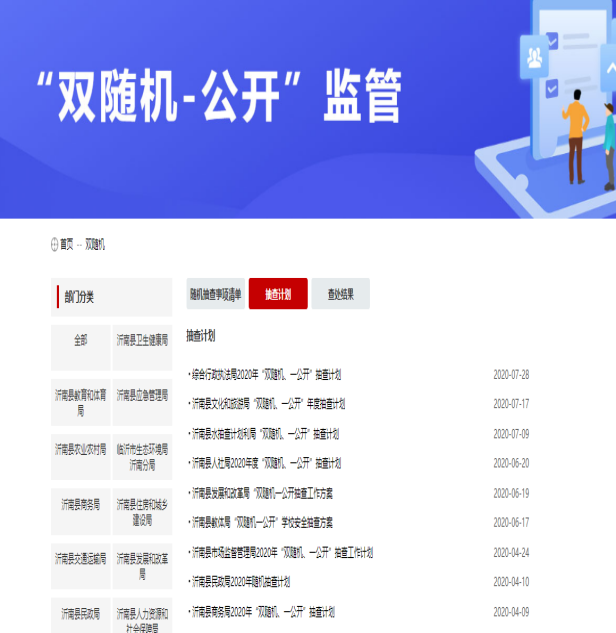 “双随机-公开”监管
首页 -- 双随机
部门分类
全部
沂南县卫生健康局
沂南县教育和体育
局
沂南县应急管理局
沂南县农业农村局
临沂市生态环境局
沂南分局
沂南县商务局
沂南县住房和城乡
建设局
沂南县交通运输局
沂南县发展和改革
局
沂南县民政局
沂南县人力资源和
社会保障局
随机抽查事项清单
抽查计划
查处结果
抽查计划
·综合行政执法局2020年“双随机、一公开”抽查计划 2020-07-28
·沂南县文化和旅游局“双随机、一公开”年度抽查计划 2020-07-17
·沂南县水抽查计划利局“双随机、一公开”抽查计划 2020-07-09
·沂南县人社局2020年度“双随机、一公开”抽查计划 2020-06-20
·沂南县发展和改革局“双随机一公开抽查工作方案 2020-06-19
·沂南县教体局“双随机一公开”学校安全抽查方案 2020-06-17
·沂南县市场监督管理局2020年“双随机、一公开”抽查工作计划 2020-04-24
·沂南县民政局2020年随机抽查计划 2020-04-10
·沂南县商务局2020年“双随机、一公开”抽查计划 2020-04-09